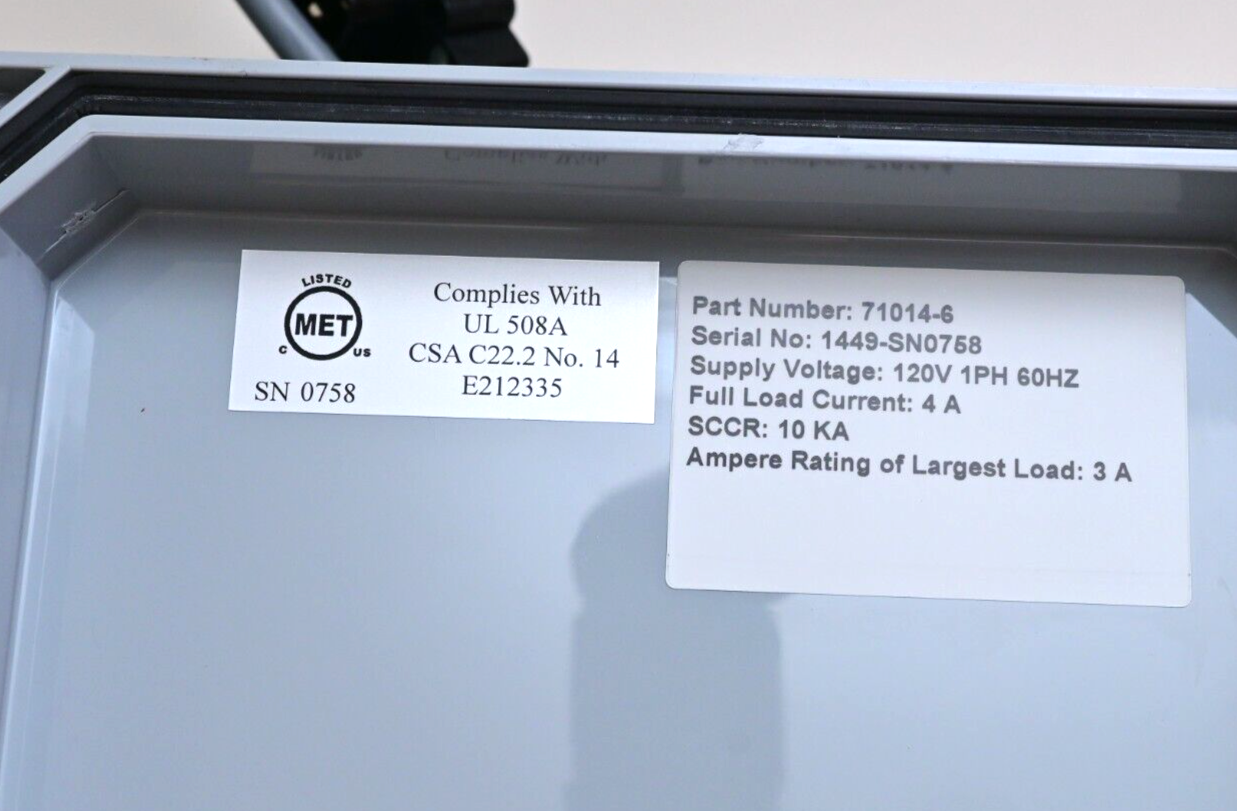 LISTED
MET
C US
SN 0758
Complies With
UL 508A
CSA C22.2 No. 14
E212335
Part Number: 71014-6
Serial No: 1449-SN0758
Supply Voltage: 120V 1PH 60HZ
Full Load Current: 4 A
SCCR: 10 KA
Ampere Rating of Largest Load: 3 A